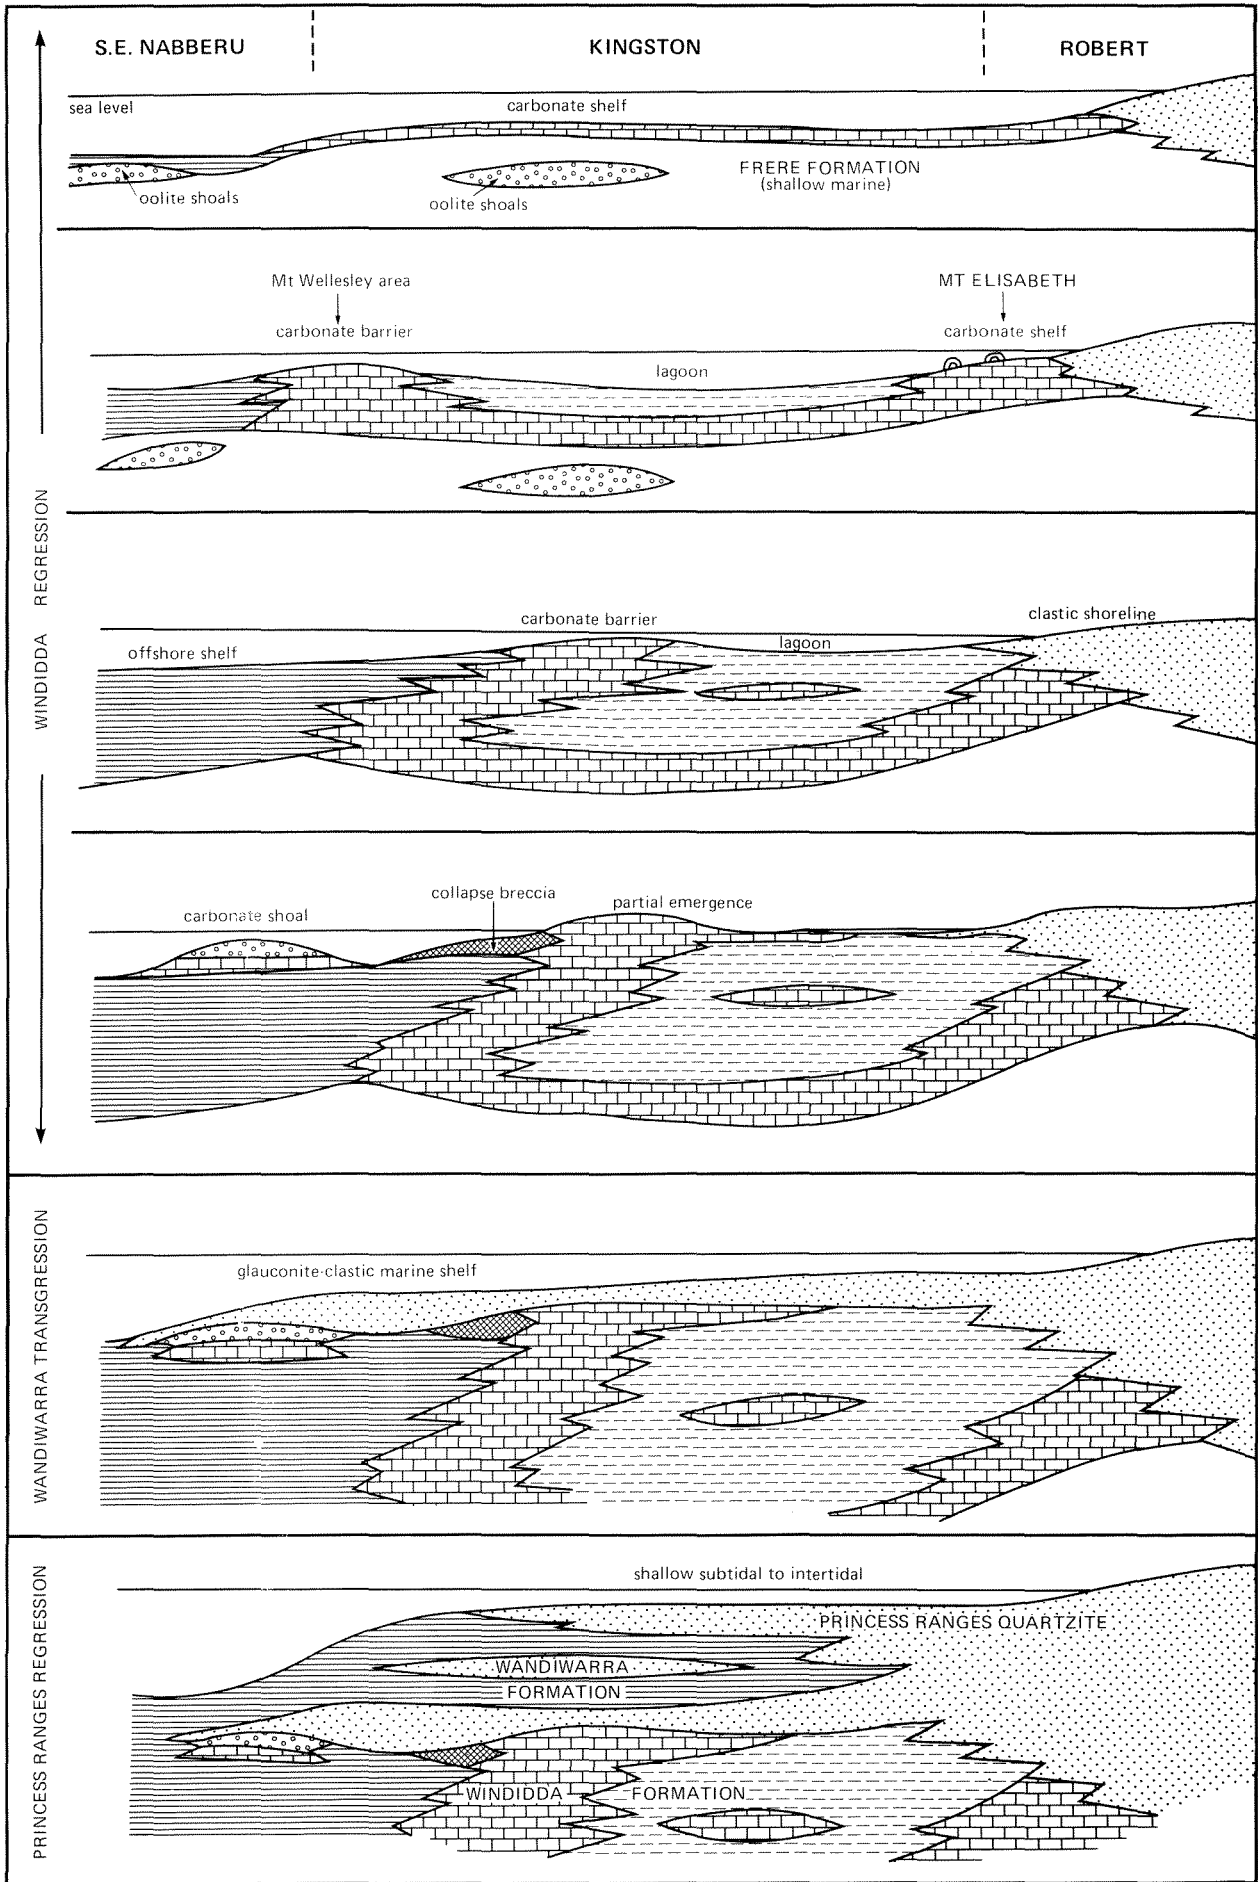 S.E. NABBERU
KINGSTON
ROBERT
sea level
carbonate shelf
FRERE FORMATION
(shallow marine)
oolite shoals
oolite shoals
Mt Wellesley area
MT ELISABETH
carbonate barrier
carbonate shelf
lagoon
WINDIDDA REGRESSION
carbonate barrier
clastic shoreline
offshore shelf
lagoon
collapse breccia
partial emergence
carbonate shoal
WANDIWARRA TRANSGRESSION
glauconite-clastic marine shelf
PRINCESS RANGES REGRESSION
shallow subtidal to intertidal
PRINCESS RANGES QUARTZITE
WANDIWARRA
FORMATION
WINDIDDA FORMATION